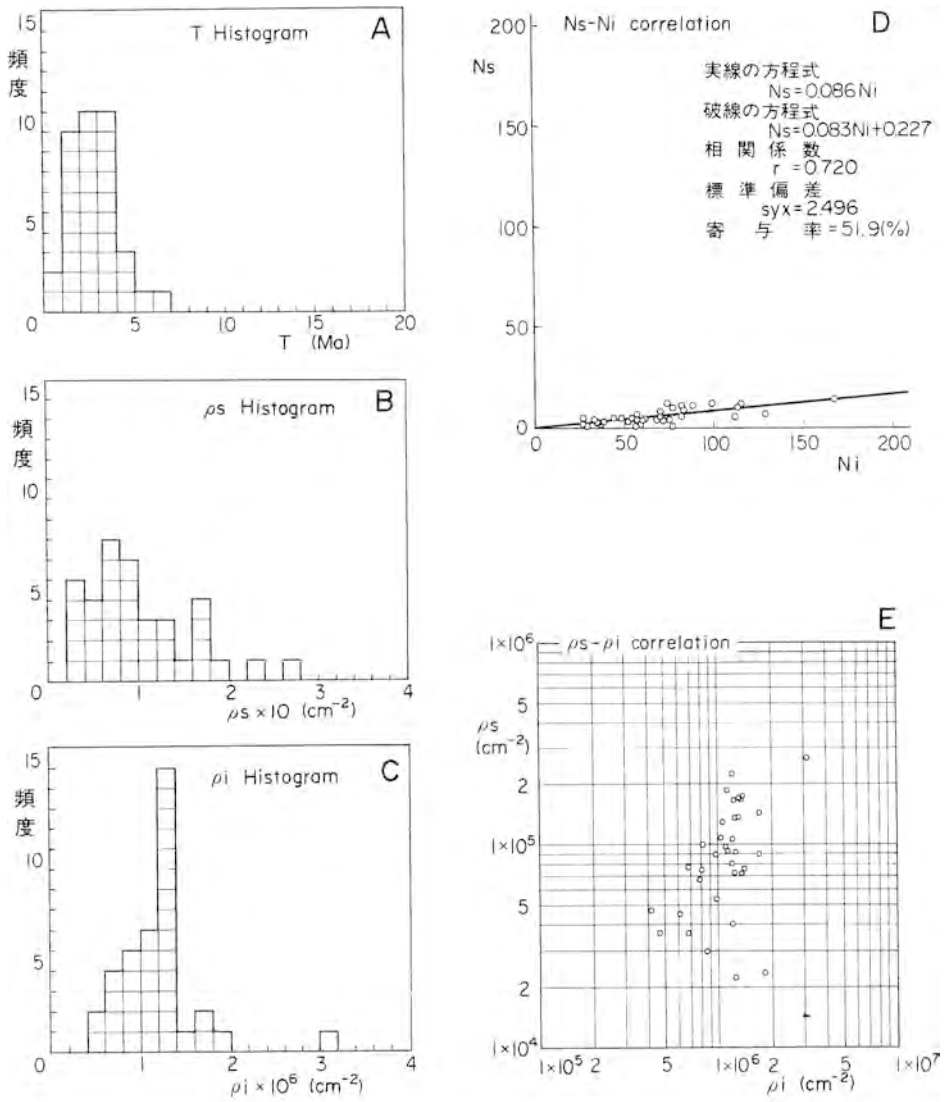 A
T Histogram
頻度
15
10
5
0 5 10 15 20
T (Ma)
B
ρs Histogram
頻度
15
10
5
0 1 2 3 4
ρs × 10 (cm⁻²)
C
ρi Histogram
頻度
15
10
5
0 1 2 3 4
ρi × 10⁶ (cm⁻²)
D
Ns-Ni correlation
Ns
200
150
100
50
0 50 100 150 200
Ni
実線の方程式
Ns=0.086Ni
破線の方程式
Ns=0.083Ni+0.227
相関係数
r=0.720
標準偏差
syx=2.496
寄与率=51.9(%)
E
ρs-ρi correlation
ρs
(cm⁻²)
1×10⁶
5
2
1×10⁵
5
2
1×10⁴
1×10⁵ 2 5 1×10⁶ 2 5 1×10⁷
ρi (cm⁻²)